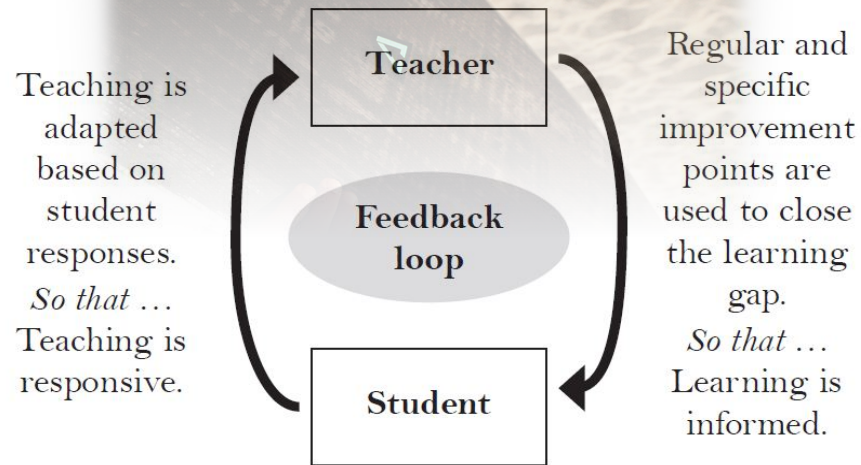 Teacher
Teaching is
adapted
based on
student
responses.
So that …
Teaching is
responsive.
Feedback
loop
Regular and
specific
improvement
points are
used to close
the learning
gap.
So that …
Learning is
informed.
Student